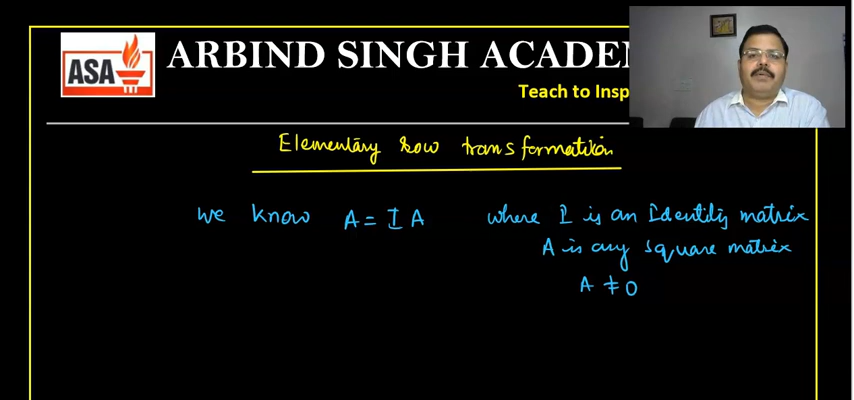 ASA
ARBIND SINGH ACADEM
Teach to Insp
Elementary row transformation
we know A = I A where I is an Identity matrix
A is any square matrix
A ≠ 0